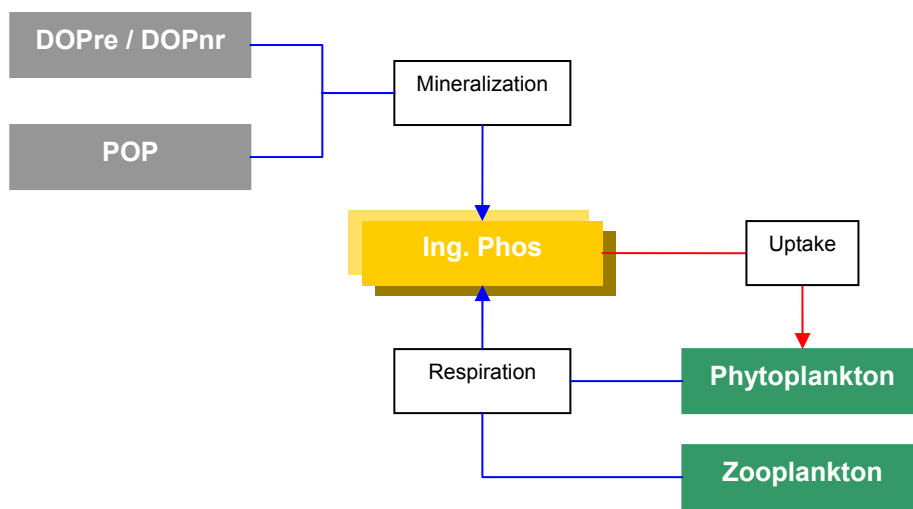 DOPre / DOPnr
Mineralization
POP
Ing. Phos
Uptake
Respiration
Phytoplankton
Zooplankton